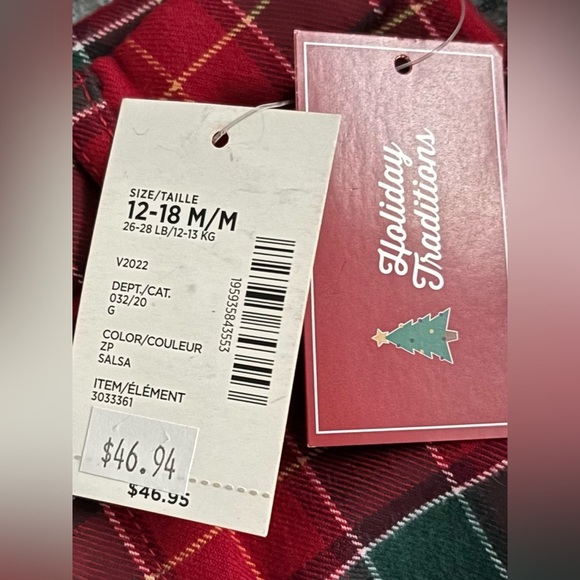 SIZE/TAILLE
12-18 M/M
26-28 LB/12-13 KG
V2022
DEPT./CAT.
032/20
G
COLOR/COULEUR
ZP
SALSA
ITEM/ÉLÉMENT
3033361
195935843553
$46.94
$46.95
Holiday
Traditions